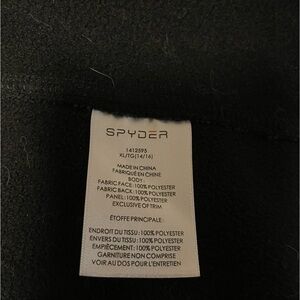 SPYDER
1412595
XL/TG(14/16)
MADE IN CHINA
FABRIQUÉ EN CHINE
BODY
FABRIC FACE: 100% POLYESTER
FABRIC BACK: 100% POLYESTER
PANEL: 100% POLYESTER
EXCLUSIVE OF TRIM
ÉTOFFE PRINCIPALE:
ENDROIT DU TISSU: 100% POLYESTER
ENVERS DU TISSU: 100% POLYESTER
EMPIÈCEMENT: 100% POLYESTER
GARNITURE NON COMPRISE
VOIR AU DOS POUR L'ENTRETIEN